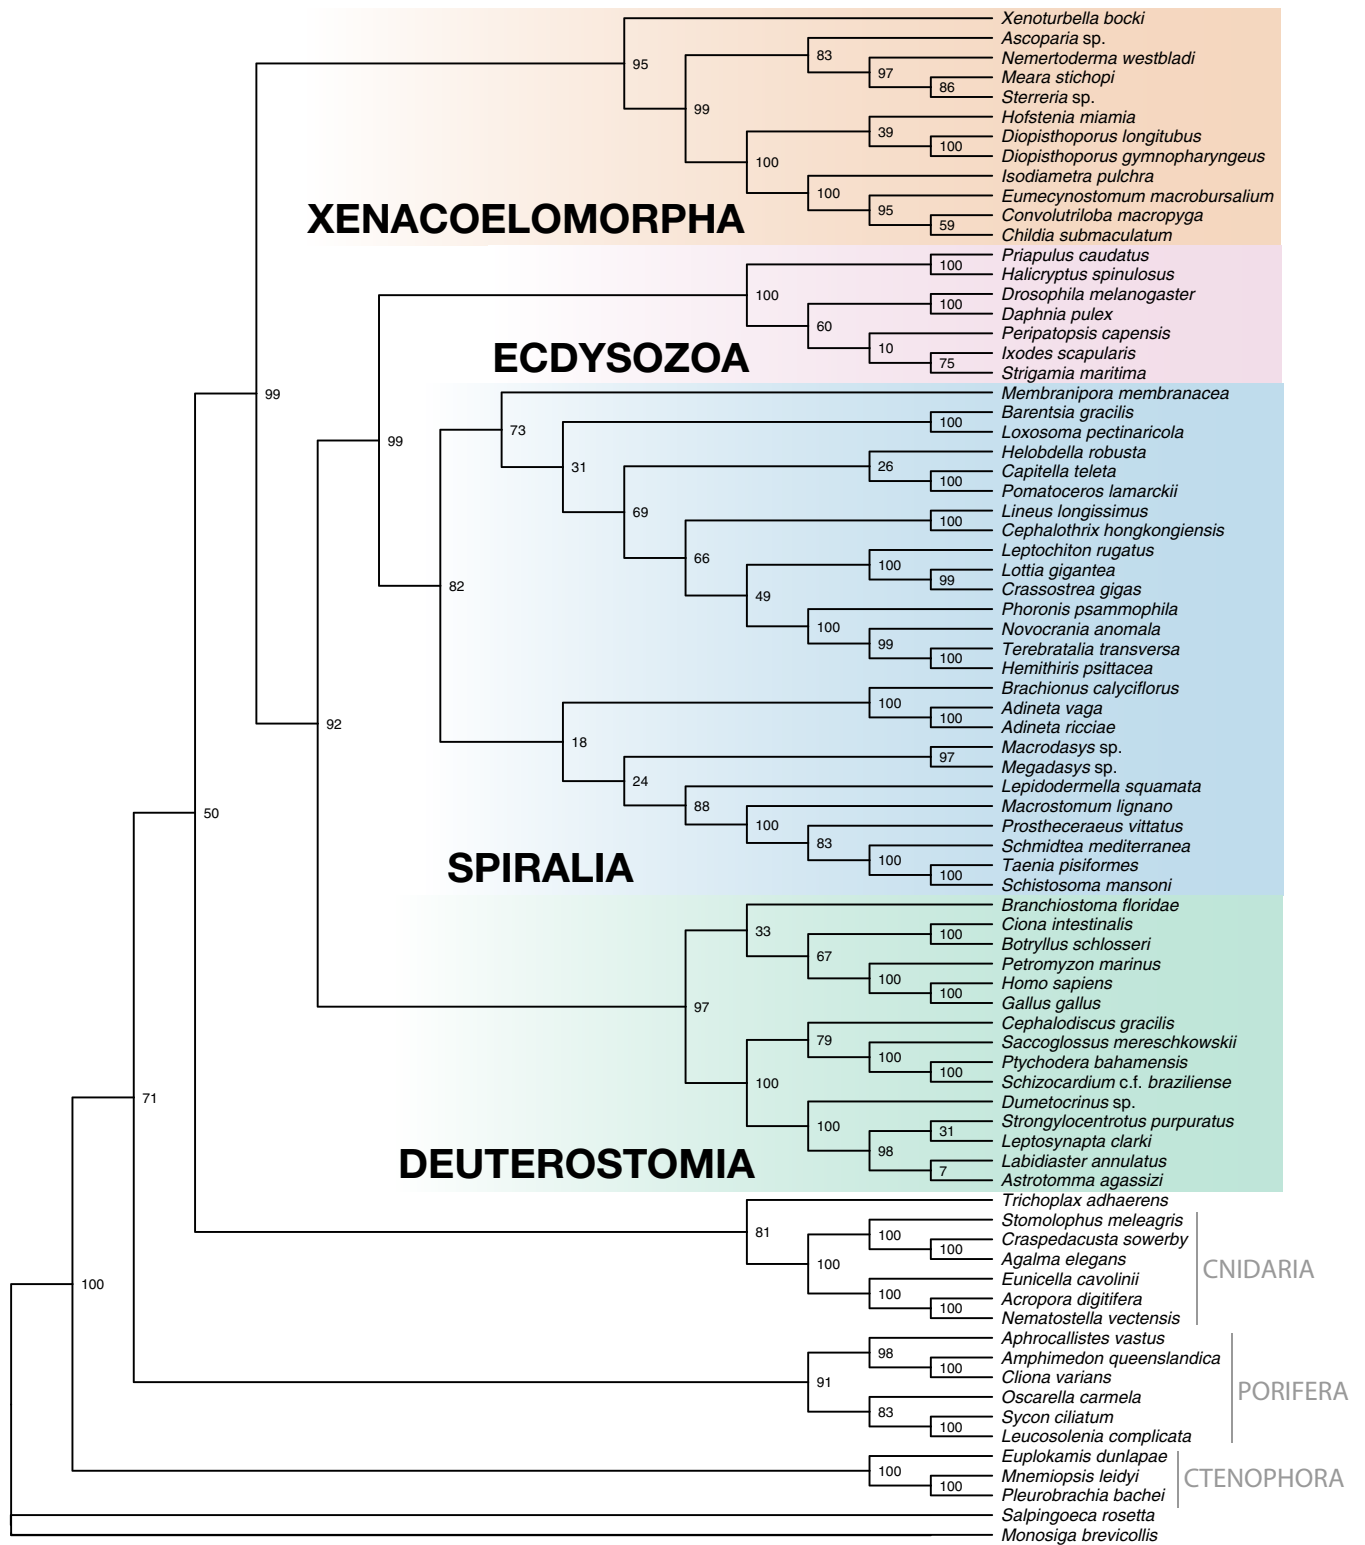 Xenoturbella bocki
Ascoparia sp.
83
Nemertoderma westbladi
95
97
Meara stichopi
86
Sterreria sp.
99
Hofstenia miamia
39
Diopisthoporus longitubus
100
Diopisthoporus gymnopharyngeus
100
Isodiametra pulchra
100
Eumecynostomum macrobursalium
95
Convolutriloba macropyga
XENACOELOMORPHA
59
Childia submaculatum
Priapulus caudatus
100
Halicryptus spinulosus
100
Drosophila melanogaster
100
Daphnia pulex
60
Peripatopsis capensis
10
Ixodes scapularis
ECDYSOZOA
75
Strigamia maritima
99
Membranipora membranacea
Barentsia gracilis
100
73
Loxosoma pectinaricola
99
Helobdella robusta
31
26
Capitella teleta
100
Pomatoceros lamarckii
69
Lineus longissimus
100
Cephalothrix hongkongiensis
66
Leptochiton rugatus
100
Lottia gigantea
99
Crassostrea gigas
82
49
Phoronis psammophila
100
Novocrania anomala
99
Terebratalia transversa
100
Hemithiris psittacea
Brachionus calyciflorus
100
Adineta vaga
100
Adineta ricciae
92
18
Macrodasys sp.
97
Megadasys sp.
24
Lepidodermella squamata
88
Macrostomum lignano
50
100
Prostheceraeus vittatus
83
Schmidtea mediterranea
100
Taenia pisiformes
SPIRALIA
100
Schistosoma mansoni
Branchiostoma floridae
Ciona intestinalis
33
100
Botryllus schlosseri
67
Petromyzon marinus
100
Homo sapiens
100
Gallus gallus
97
Cephalodiscus gracilis
79
Saccoglossus mereschkowskii
100
Ptychodera bahamensis
100
100
Schizocardium c.f. braziliense
Dumetocrinus sp.
71
100
Strongylocentrotus purpuratus
31
Leptosynapta clarki
98
Labidiaster annulatus
DEUTEROSTOMIA
7
Astrotomma agassizi
Trichoplax adhaerens
Stomolophus meleagris
81
100
Craspedacusta sowerby
100
Agalma elegans
100
CNIDARIA
Eunicella cavolinii
100
100
Acropora digitifera
100
Nematostella vectensis
Aphrocallistes vastus
98
Amphimedon queenslandica
100
Cliona varians
91
PORIFERA
Oscarella carmela
83
Sycon ciliatum
100
Leucosolenia complicata
Euplokamis dunlapae
100
Mnemiopsis leidyi
CTENOPHORA
100
Pleurobrachia bachei
Salpingoeca rosetta
Monosiga brevicollis